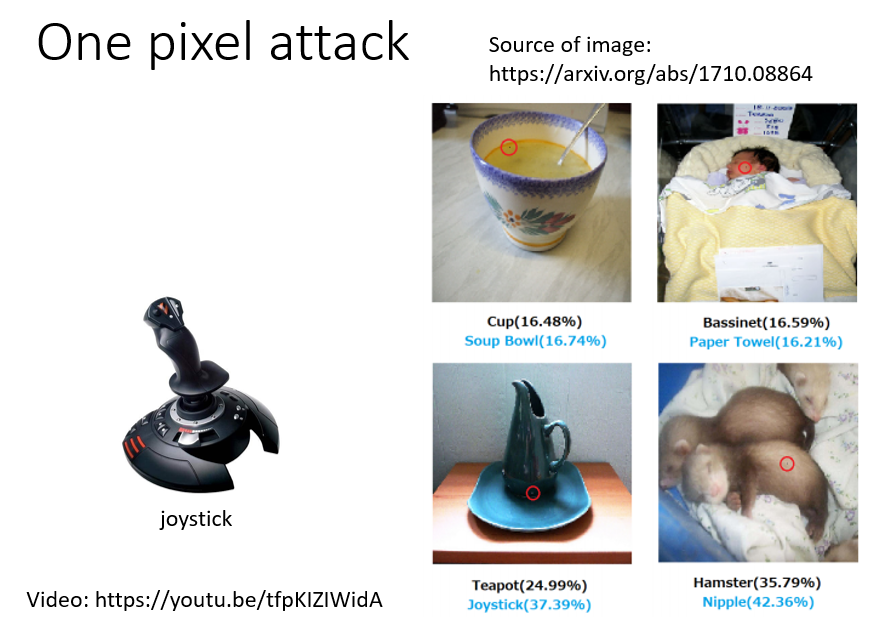 One pixel attack
Source of image:
https://arxiv.org/abs/1710.08864
Cup(16.48%)
Soup Bowl(16.74%)
Bassinet(16.59%)
Paper Towel(16.21%)
Teapot(24.99%)
Joystick(37.39%)
Hamster(35.79%)
Nipple(42.36%)
joystick
Video: https://youtu.be/tfpKIZIWidA